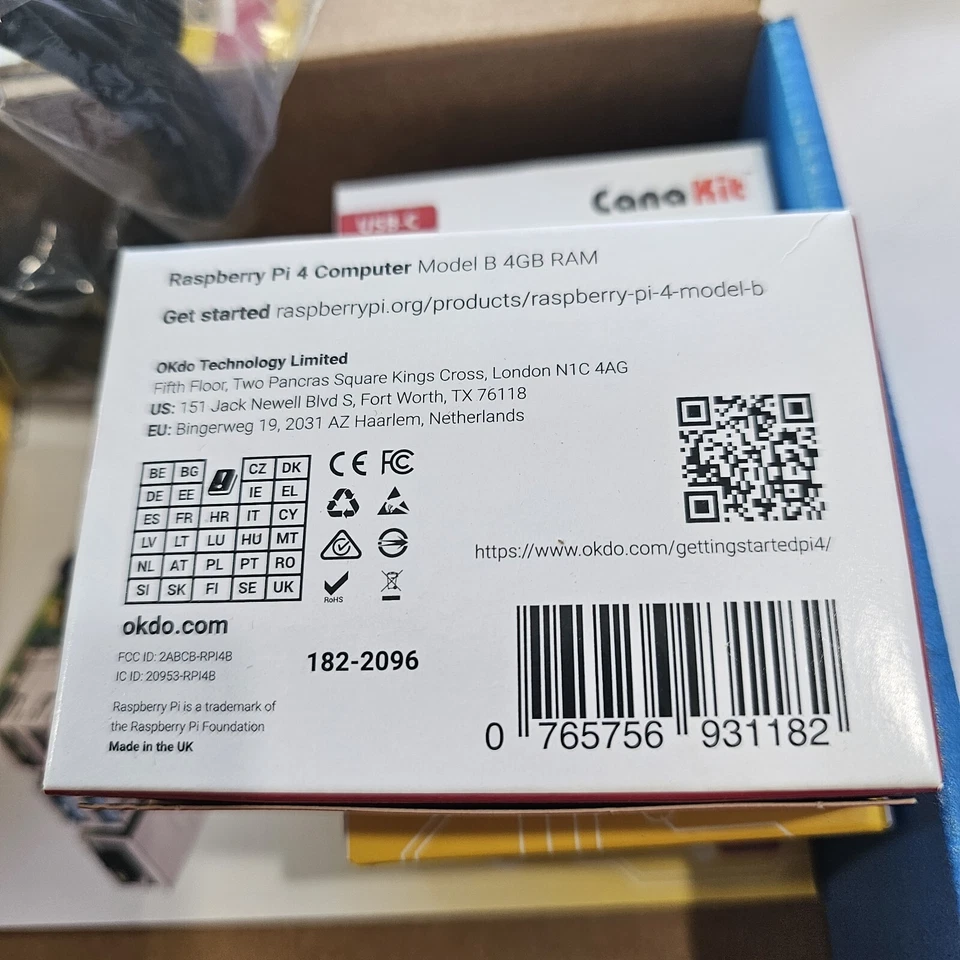 CanaKit
USB-C
Raspberry Pi 4 Computer Model B 4GB RAM
Get started raspberrypi.org/products/raspberry-pi-4-model-b
OKdo Technology Limited
Fifth Floor, Two Pancras Square Kings Cross, London N1C 4AG
US: 151 Jack Newell Blvd S, Fort Worth, TX 76118
EU: Bingerweg 19, 2031 AZ Haarlem, Netherlands
BE BG CZ DK
DE EE IE EL
ES FR HR IT CY
LV LT LU HU MT
NL AT PL PT RO
SI SK FI SE UK
CE FC
RoHS
https://www.okdo.com/gettingstartedpi4/
okdo.com
FCC ID: 2ABCB-RPI4B
IC ID: 20953-RPI4B
182-2096
Raspberry Pi is a trademark of
the Raspberry Pi Foundation
Made in the UK
0 765756 931182